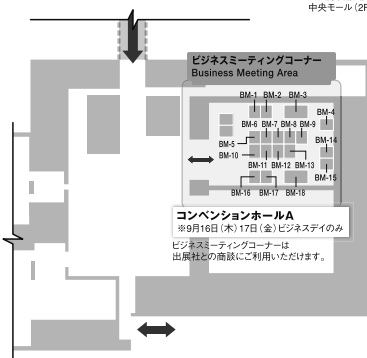 中央モール（2F
ビジネスミーティングコーナー
Business Meeting Area
BM-1 BM-2 BM-3
BM-4
BM-6 BM-7 BM-8 BM-9
BM-5
BM-14
BM-10
BM-11 BM-12 BM-13
BM-15
BM-16 BM-17 BM-18
コンベンションホールA
※9月16日（木）17日（金）ビジネスデイのみ
ビジネスミーティングコーナーは
出展社との商談にご利用いただけます。